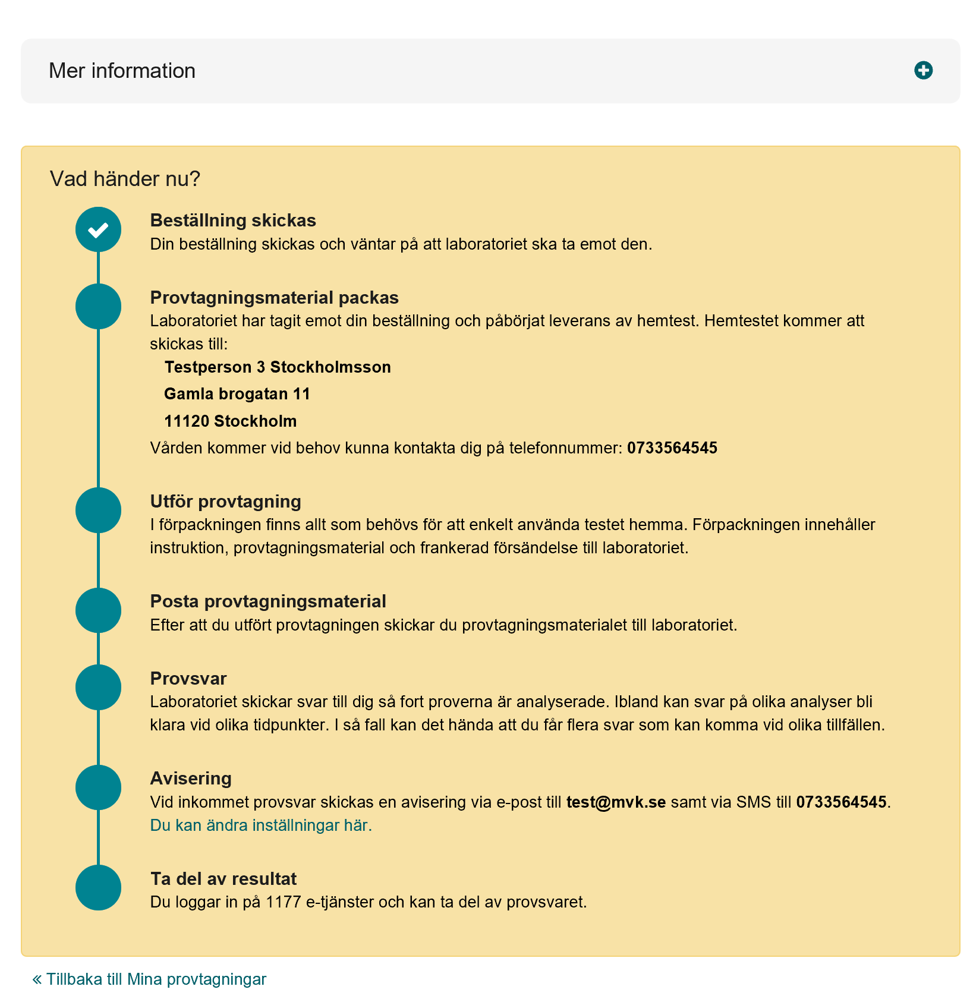 Mer information
Vad händer nu?
Beställning skickas
Din beställning skickas och väntar på att laboratoriet ska ta emot den.
Provtagningsmaterial packas
Laboratoriet har tagit emot din beställning och påbörjat leverans av hemtest. Hemtestet kommer att
skickas till:
Testperson 3 Stockholmsson
Gamla brogatan 11
11120 Stockholm
Vården kommer vid behov kunna kontakta dig på telefonnummer: 0733564545
Utför provtagning
I förpackningen finns allt som behövs för att enkelt använda testet hemma. Förpackningen innehåller
instruktion, provtagningsmaterial och frankerad försändelse till laboratoriet.
Posta provtagningsmaterial
Efter att du utfört provtagningen skickar du provtagningsmaterialet till laboratoriet.
Provsvar
Laboratoriet skickar svar till dig så fort proverna är analyserade. Ibland kan svar på olika analyser bli
klara vid olika tidpunkter. I så fall kan det hända att du får flera svar som kan komma vid olika tillfällen.
Avisering
Vid inkommet provsvar skickas en avisering via e-post till test@mvk.se samt via SMS till 0733564545.
Du kan ändra inställningar här.
Ta del av resultat
Du loggar in på 1177 e-tjänster och kan ta del av provsvaret.
« Tillbaka till Mina provtagningar